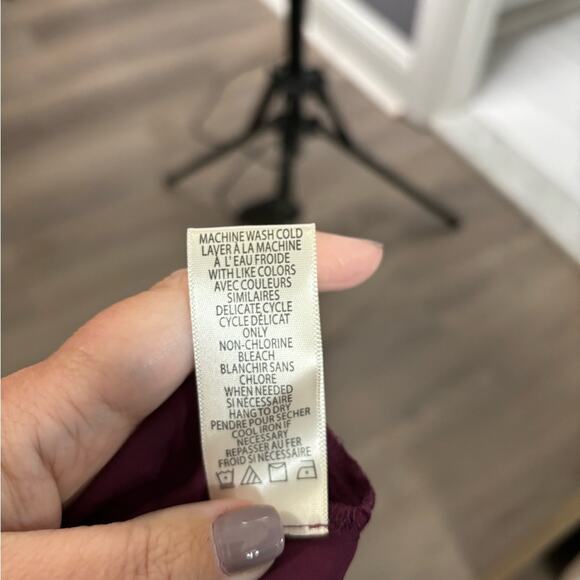 MACHINE WASH COLD
LAVER À LA MACHINE
À L'EAU FROIDE
WITH LIKE COLORS
AVEC COULEURS
SIMILAIRES
DELICATE CYCLE
CYCLE DÉLICAT
ONLY
NON-CHLORINE
BLEACH
BLANCHIR SANS
CHLORE
WHEN NEEDED
SI NÉCESSAIRE
HANG TO DRY
PENDRE POUR SÉCHER
COOL IRON IF
NECESSARY
REPASSER AU FER
FROID SI NÉCESSAIRE